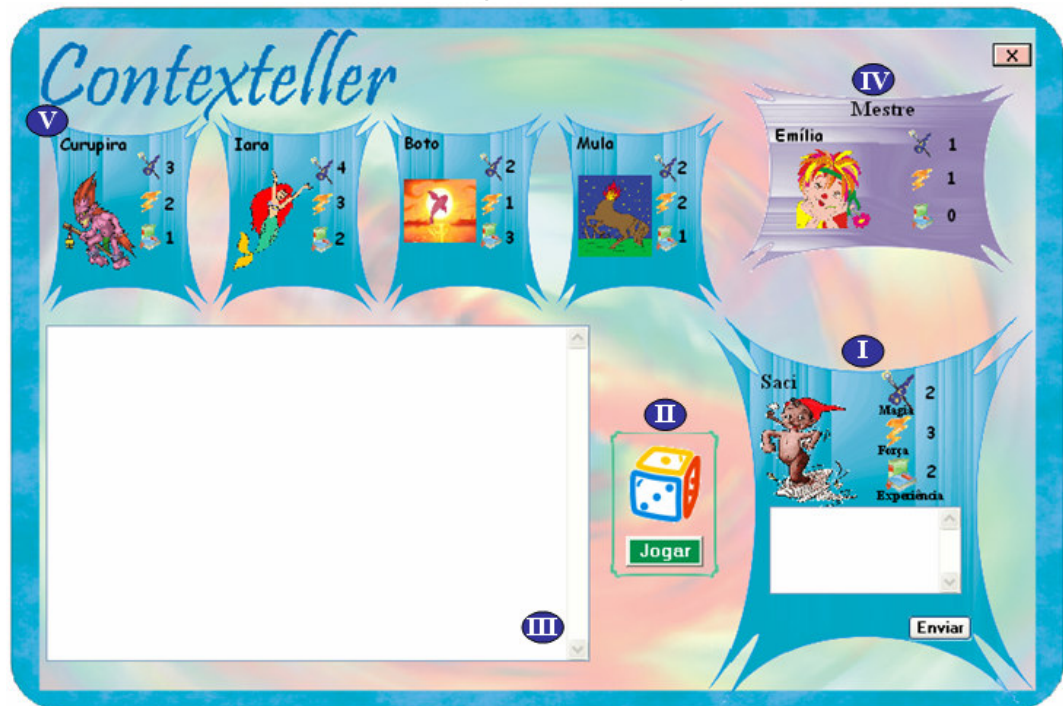 Contexteller
X
IV
Mestre
V
Curupira
3
2
1
Iara
4
3
2
Boto
2
1
3
Mula
2
2
1
Emília
1
1
0
I
Saci
2
Magia
3
Força
2
Experiência
II
Jogar
III
Enviar